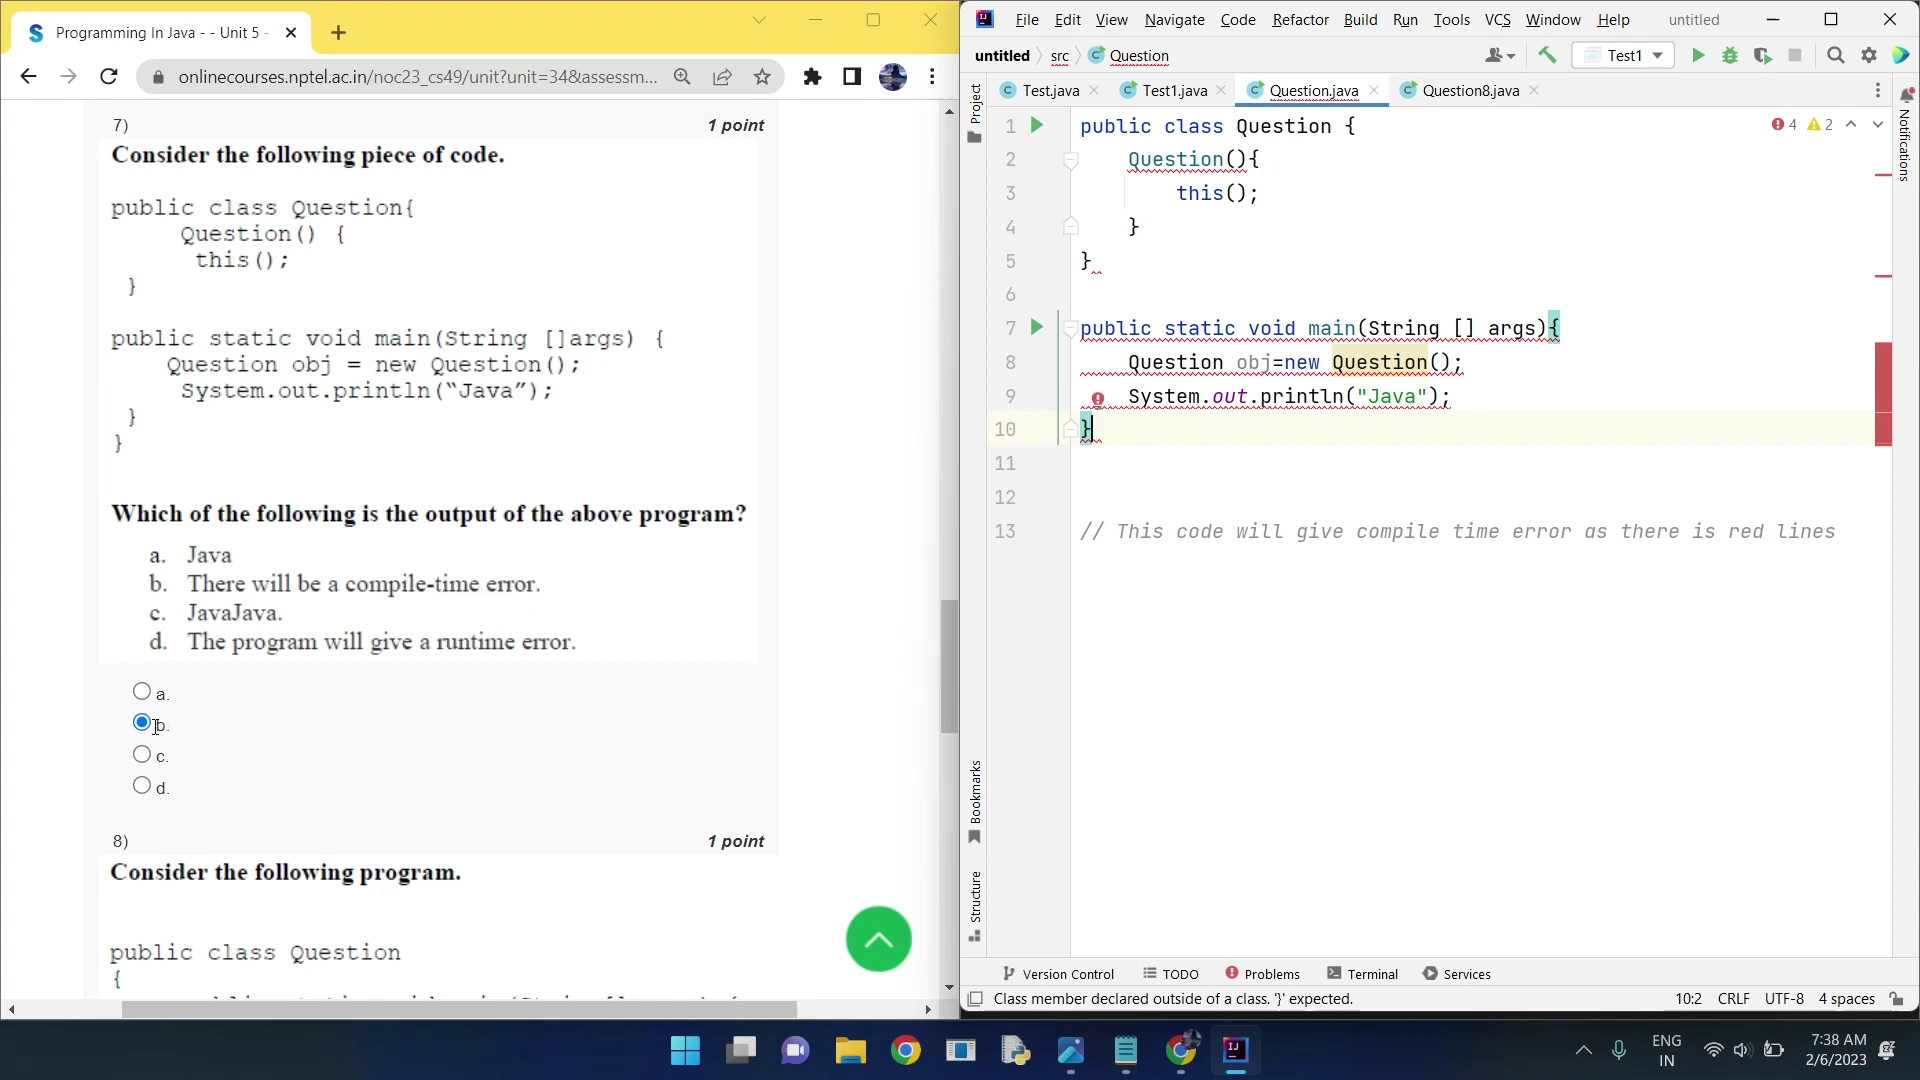 Programming In Java - - Unit 5 -
onlinecourses.nptel.ac.in/noc23_cs49/unit?unit=34&assessm...
7)
1 point
Consider the following piece of code.
public class Question{
Question() {
this();
}
public static void main(String []args) {
Question obj = new Question();
System.out.println(“Java”);
}
}
Which of the following is the output of the above program?
a. Java
b. There will be a compile-time error.
c. JavaJava.
d. The program will give a runtime error.
a.
b.
c.
d.
8)
1 point
Consider the following program.
public class Question
{
File Edit View Navigate Code Refactor Build Run Tools VCS Window Help untitled
untitled src Question
Test1
Test.java Test1.java Question.java Question8.java
Project
Notifications
4 2
1 public class Question {
2 Question(){
3 this();
4 }
5 }
6
7 public static void main(String [] args){
8 Question obj=new Question();
9 System.out.println("Java");
10 }
11
12
13 // This code will give compile time error as there is red lines
Bookmarks
Structure
Version Control TODO Problems Terminal Services
Class member declared outside of a class. '}' expected.
10:2 CRLF UTF-8 4 spaces
ENG
IN
7:38 AM
2/6/2023